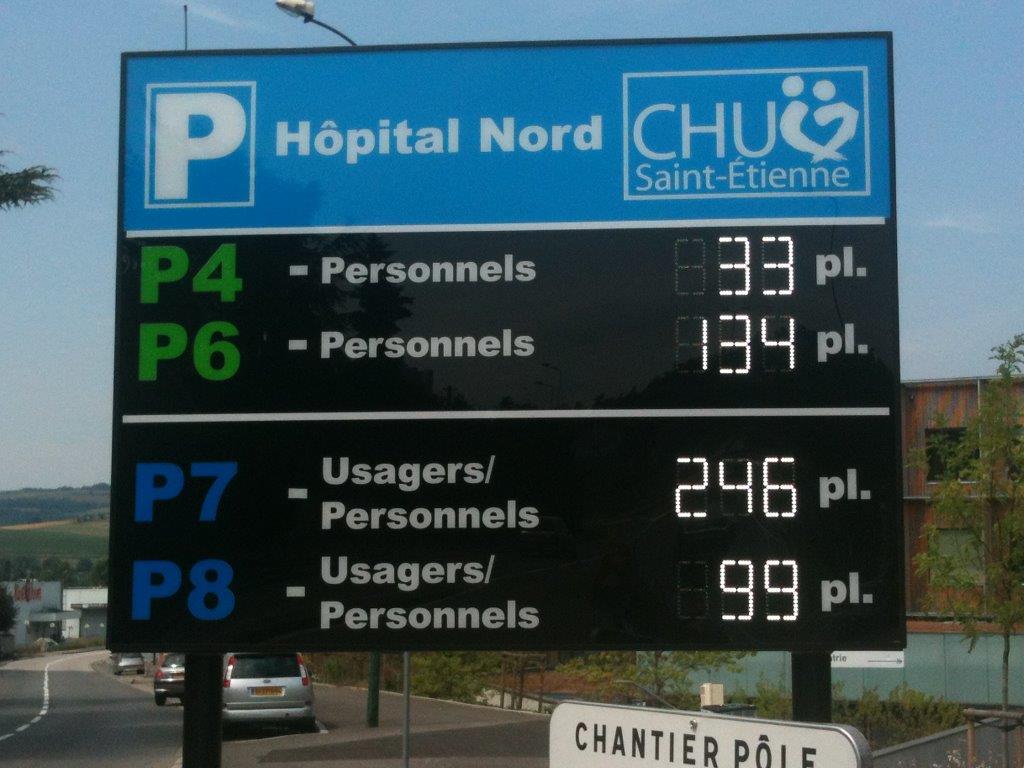 P Hôpital Nord CHU
Saint-Étienne
P4 - Personnels 33 pl.
P6 - Personnels 134 pl.
P7 - Usagers/
Personnels 246 pl.
P8 - Usagers/
Personnels 99 pl.
CHANTIER PÔLE